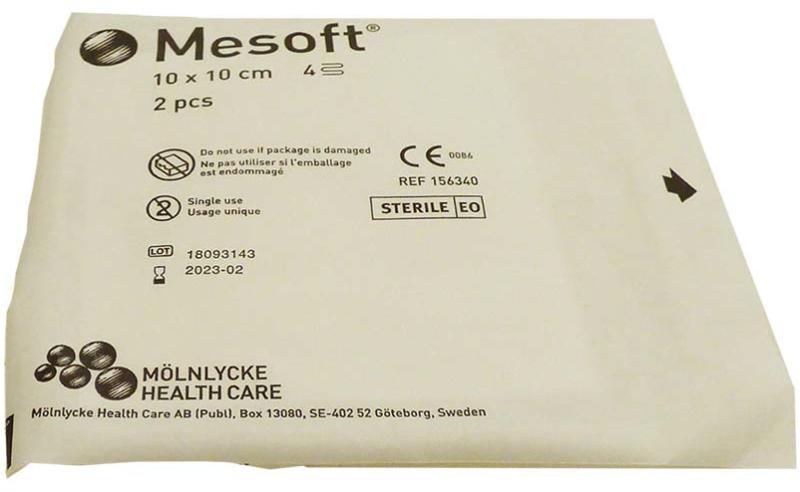 Mesoft®
10 x 10 cm 4
2 pcs
Do not use if package is damaged
Ne pas utiliser si l'emballage
est endommagé
CE 0086
REF 156340
Single use
Usage unique
2
STERILE EO
LOT 18093143
2023-02
MÖLNLYCKE
HEALTH CARE
Mölnlycke Health Care AB (Publ), Box 13080, SE-402 52 Göteborg, Sweden